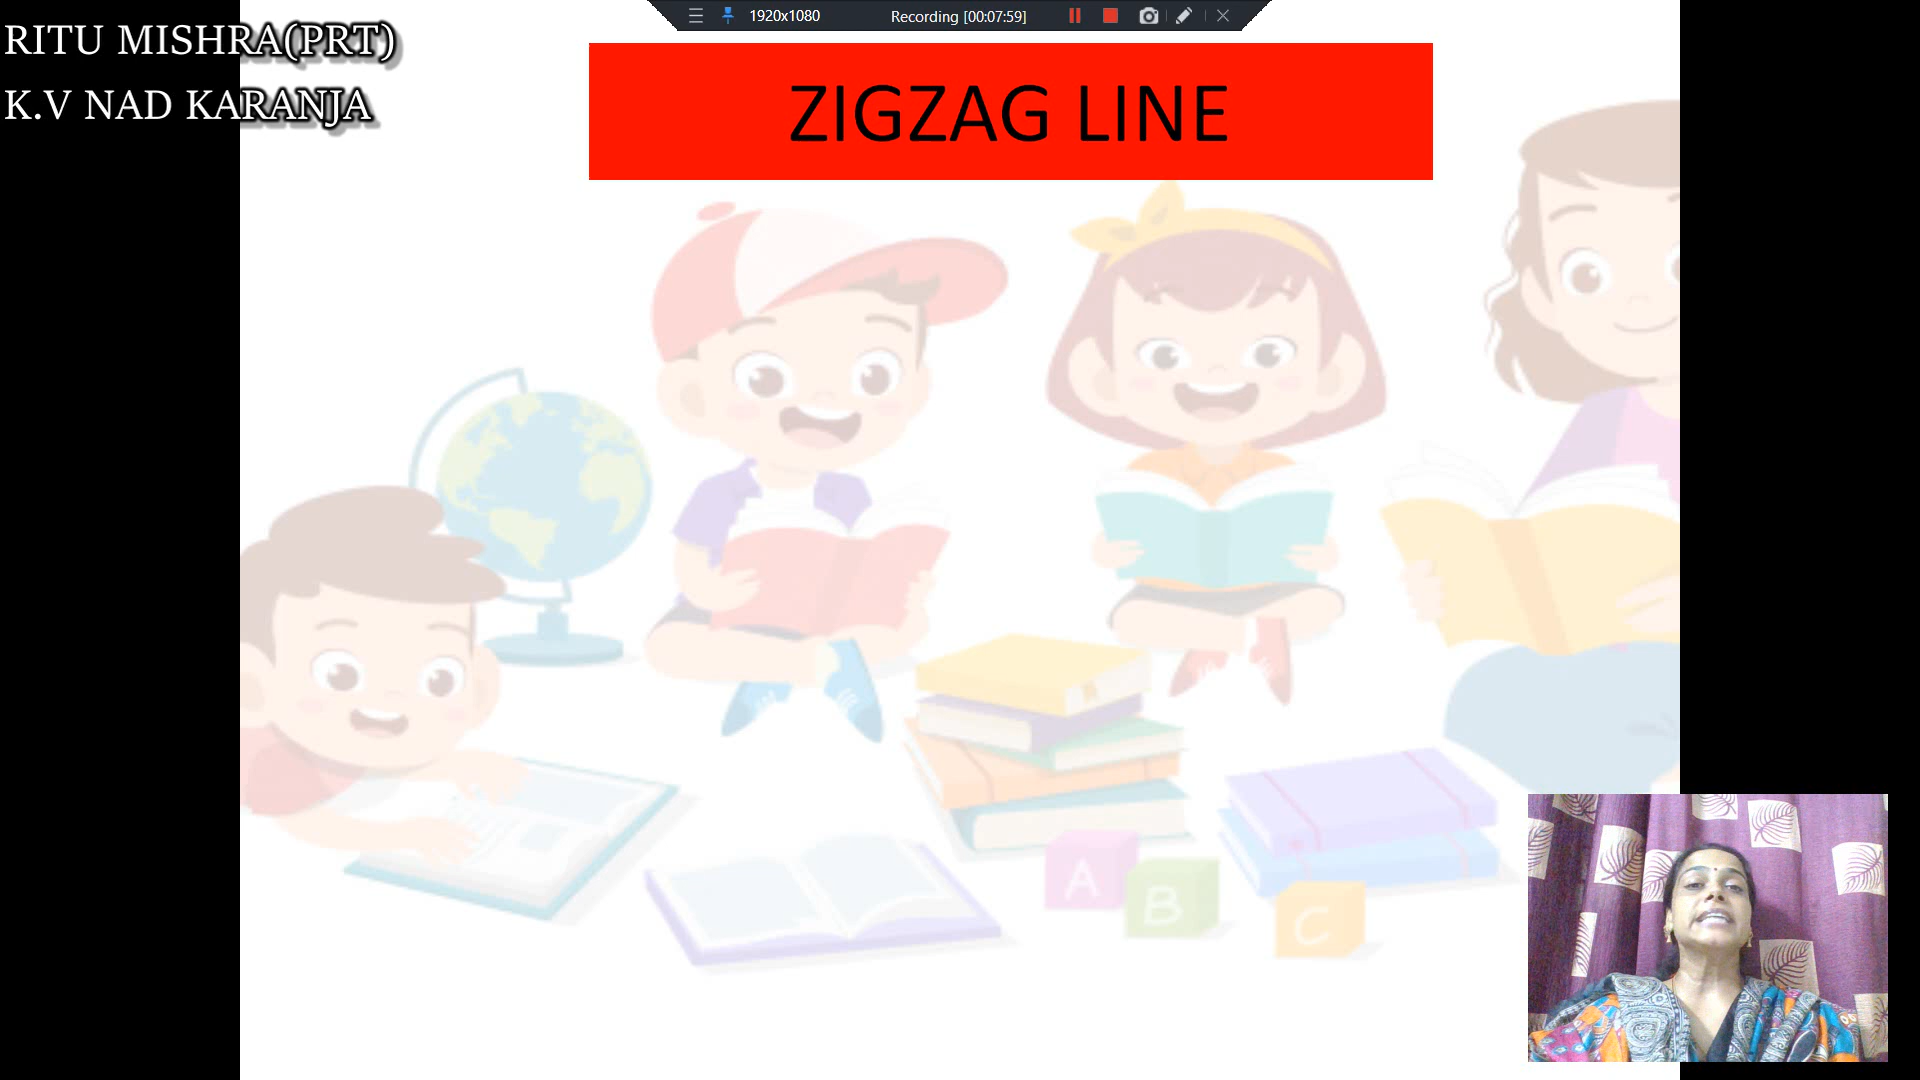 1920x1080 Recording [00:07:59]
RITU MISHRA(PRT)
K.V NAD KARANJA
ZIGZAG LINE
A
B
C